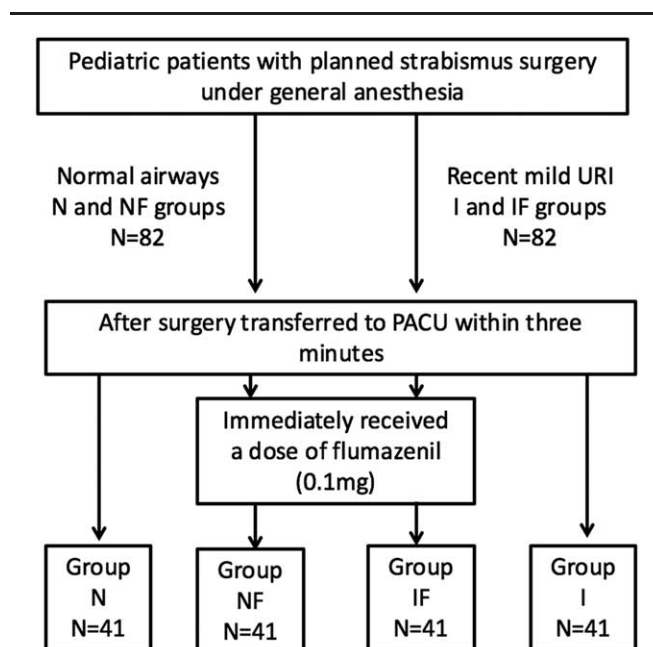 Pediatric patients with planned strabismus surgery
under general anesthesia
Normal airways
N and NF groups
N=82
Recent mild URI
I and IF groups
N=82
After surgery transferred to PACU within three
minutes
Immediately received
a dose of flumazenil
(0.1mg)
Group
N
N=41
Group
NF
N=41
Group
IF
N=41
Group
I
N=41